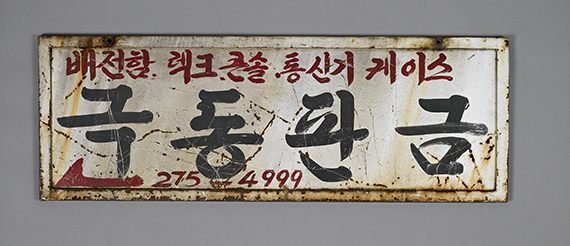 배전함. 렉크. 콘솔. 통신기 케이스
극동판금
275-4999